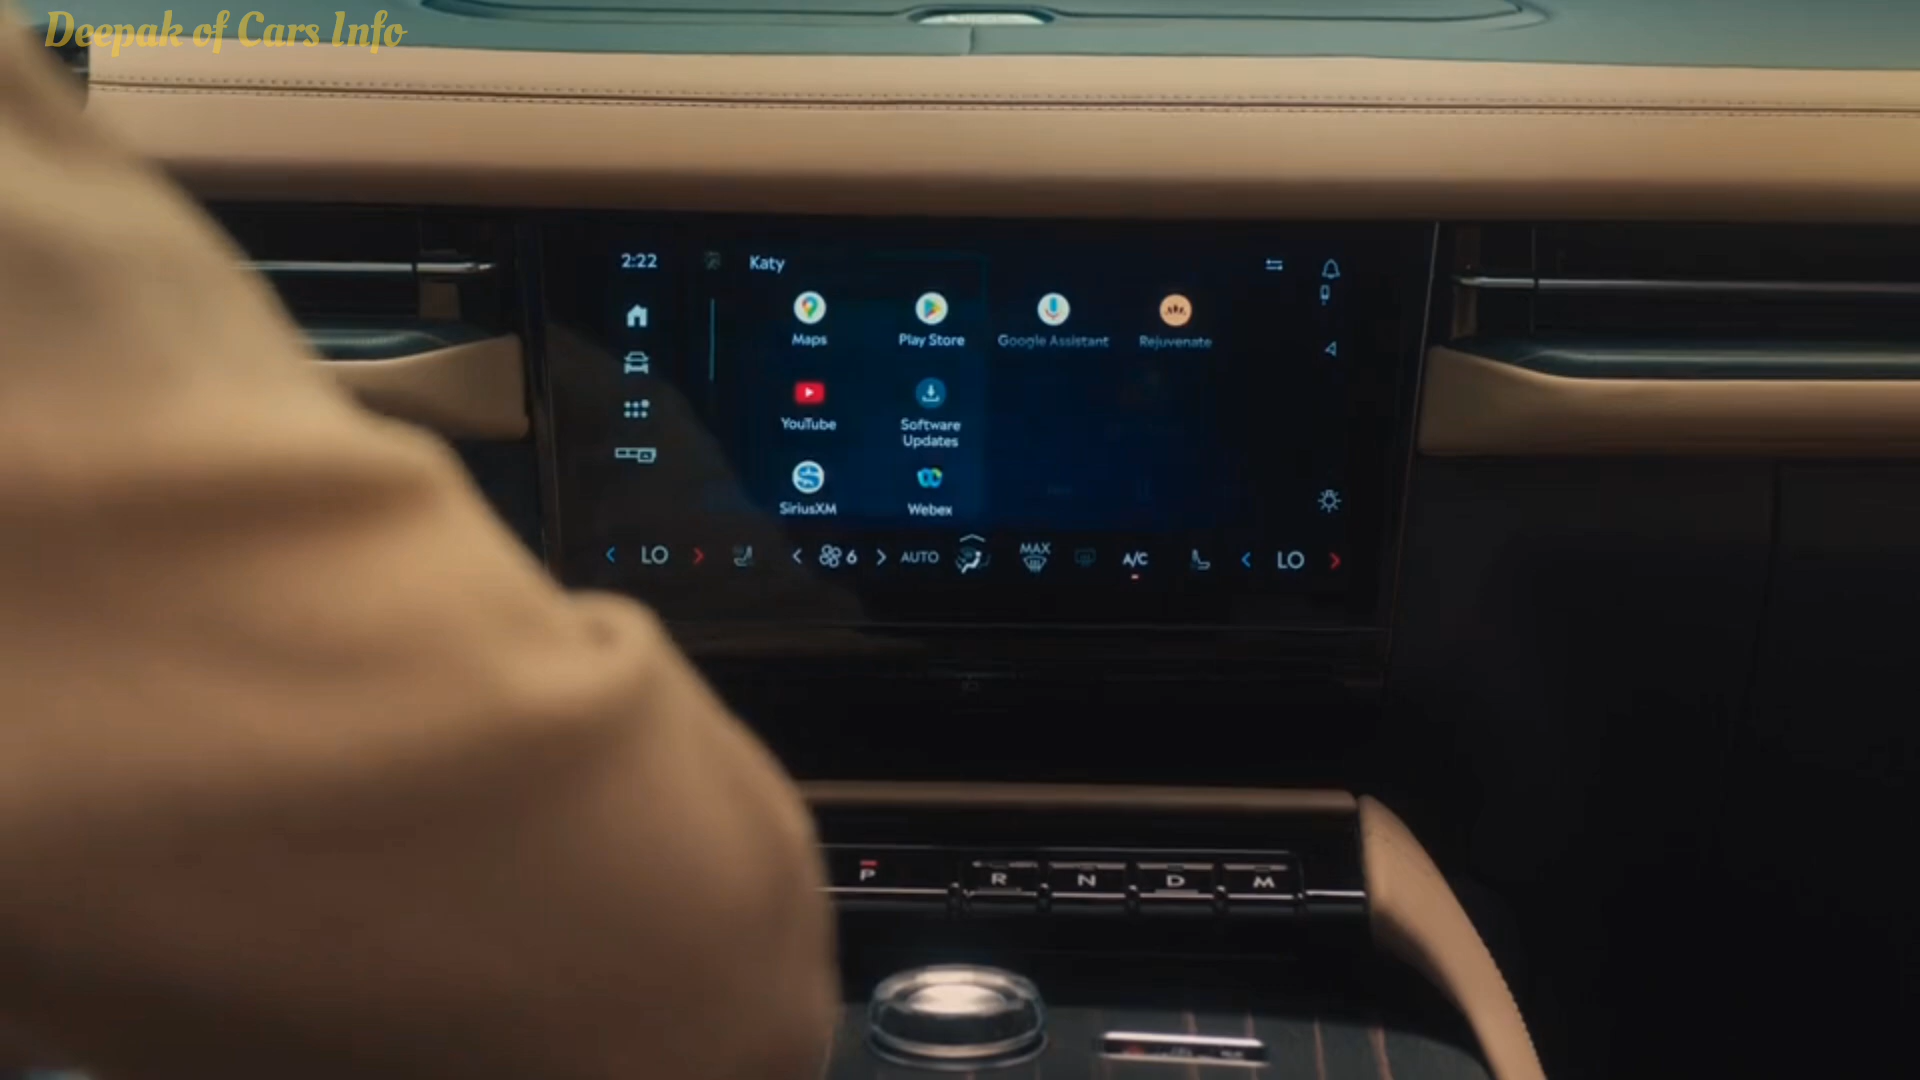 Deepak of Cars Info
2:22
Katy
Maps
Play Store
Google Assistant
Rejuvenate
YouTube
Software
Updates
SiriusXM
Webex
LO
6
AUTO
MAX
A/C
LO
P
R
N
D
M